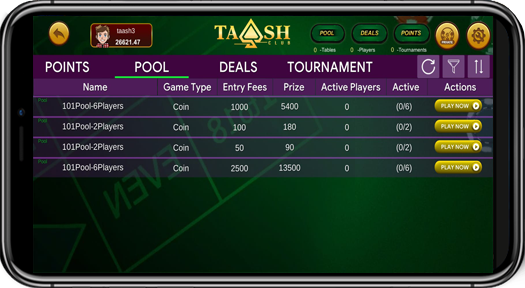 taash3
26621.47
TAASH
CLUB
POOL DEALS POINTS
0 -Tables 0 -Players 0 -Tournaments
POINTS POOL DEALS TOURNAMENT
Name Game Type Entry Fees Prize Active Players Active Actions
101Pool-6Players Coin 1000 5400 0 (0/6) PLAY NOW
101Pool-2Players Coin 100 180 0 (0/2) PLAY NOW
101Pool-2Players Coin 50 90 0 (0/2) PLAY NOW
101Pool-6Players Coin 2500 13500 0 (0/6) PLAY NOW
EVEN